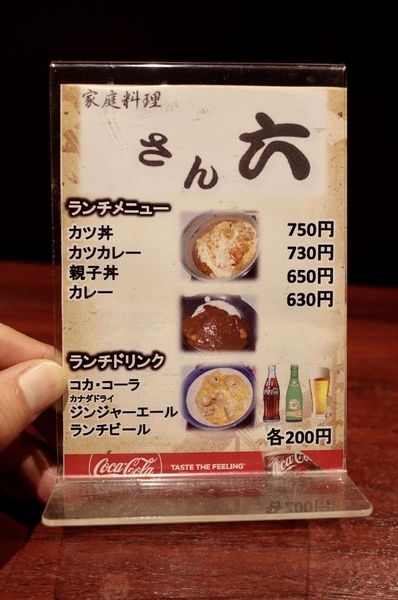 家庭料理
さん六
ランチメニュー
カツ丼 750円
カツカレー 730円
親子丼 650円
カレー 630円
ランチドリンク
コカ・コーラ
カナダドライ
ジンジャーエール
ランチビール
各200円
Coca-Cola TASTE THE FEELING